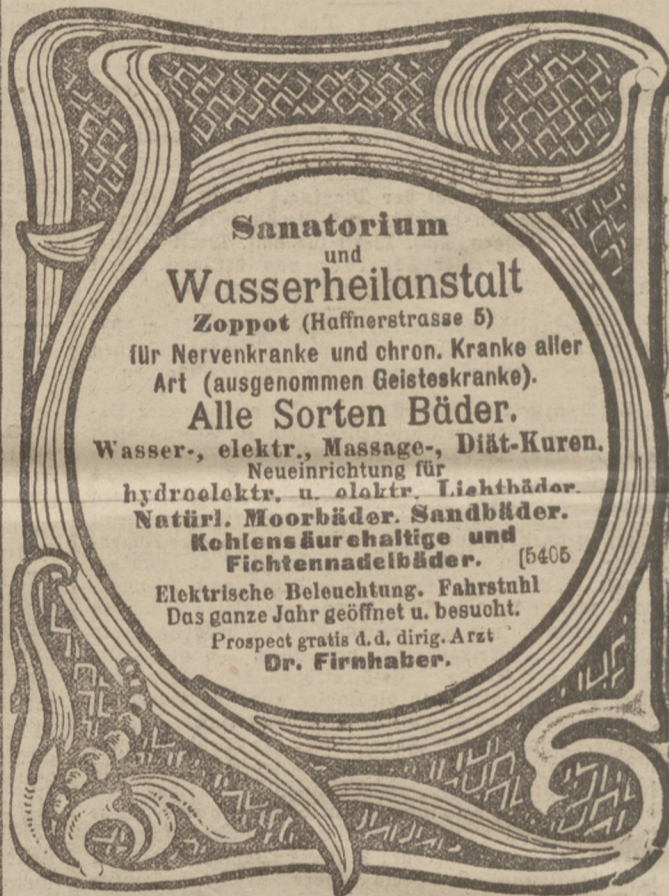 Sanatorium
und
Wasserheilanstalt
Zoppot (Haffnerstrasse 5)
für Nervenkranke und chron. Kranke aller
Art (ausgenommen Geisteskranke).
Alle Sorten Bäder.
Wasser-, elektr., Massage-, Diät-Kuren.
Neueinrichtung für
hydroelektr. u. elektr. Lichtbäder.
Natürl. Moorbäder. Sandbäder.
Kohlensäurehaltige und
Fichtennadelbäder. [5405
Elektrische Beleuchtung. Fahrstuhl
Das ganze Jahr geöffnet u. besucht.
Prospect gratis d. d. dirig. Arzt
Dr. Firnhaber.